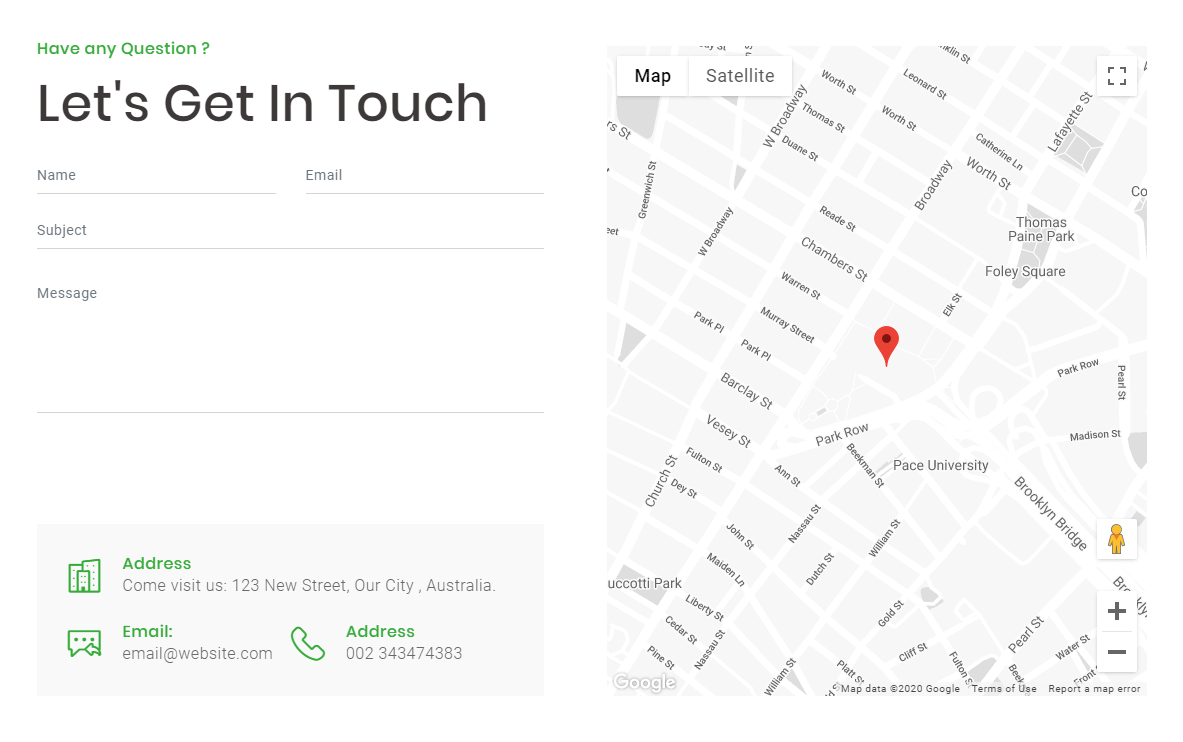 Have any Question ?
Let's Get In Touch
Name
Email
Subject
Message
Address
Come visit us: 123 New Street, Our City , Australia.
Email:
email@website.com
Address
002 343474383
Map
Satellite
Worth St
Leonard St
Lafayette St
W Broadway
Thomas St
Worth St
Duane St
Catherine Ln
Worth St
Greenwich St
Broadway
W Broadway
Reade St
Thomas
Paine Park
Chambers St
Foley Square
Warren St
Elk St
Park Pl
Murray Street
Park Pl
Park Row
Pearl St
Barclay St
Vesey St
Park Row
Madison St
Fulton St
Beekman St
Pace University
Ann St
Church St
Dey St
Brooklyn Bridge
Nassau St
John St
William St
Maiden Ln
Dutch St
uccotti Park
Liberty St
Gold St
Cedar St
Pearl St
Nassau St
Pine St
Cliff St
Water St
William St
Platt St
Fulton St
Front
Google
Map data ©2020 Google
Terms of Use
Report a map error